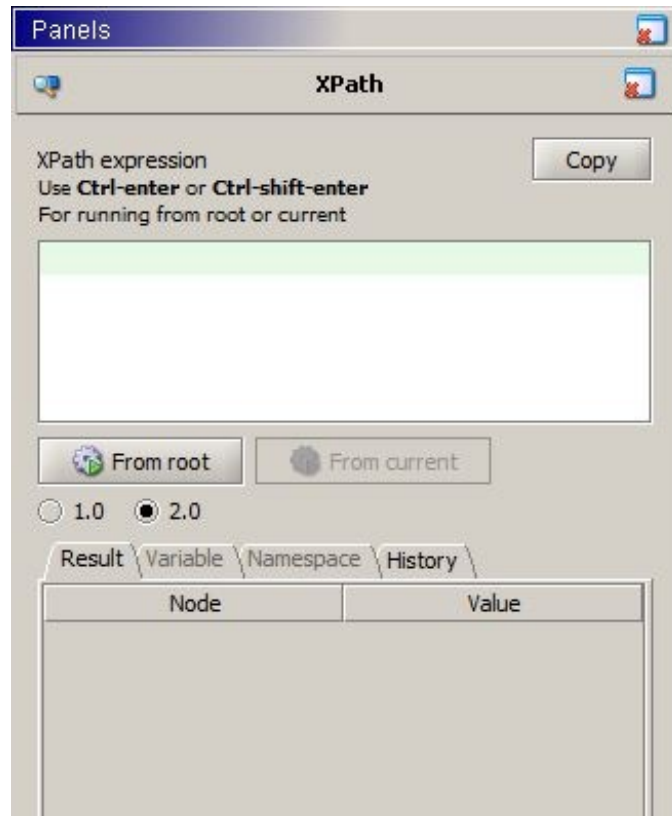 Panels
XPath
XPath expression
Copy
Use Ctrl-enter or Ctrl-shift-enter
For running from root or current
From root
From current
1.0
2.0
Result
Variable
Namespace
History
Node
Value